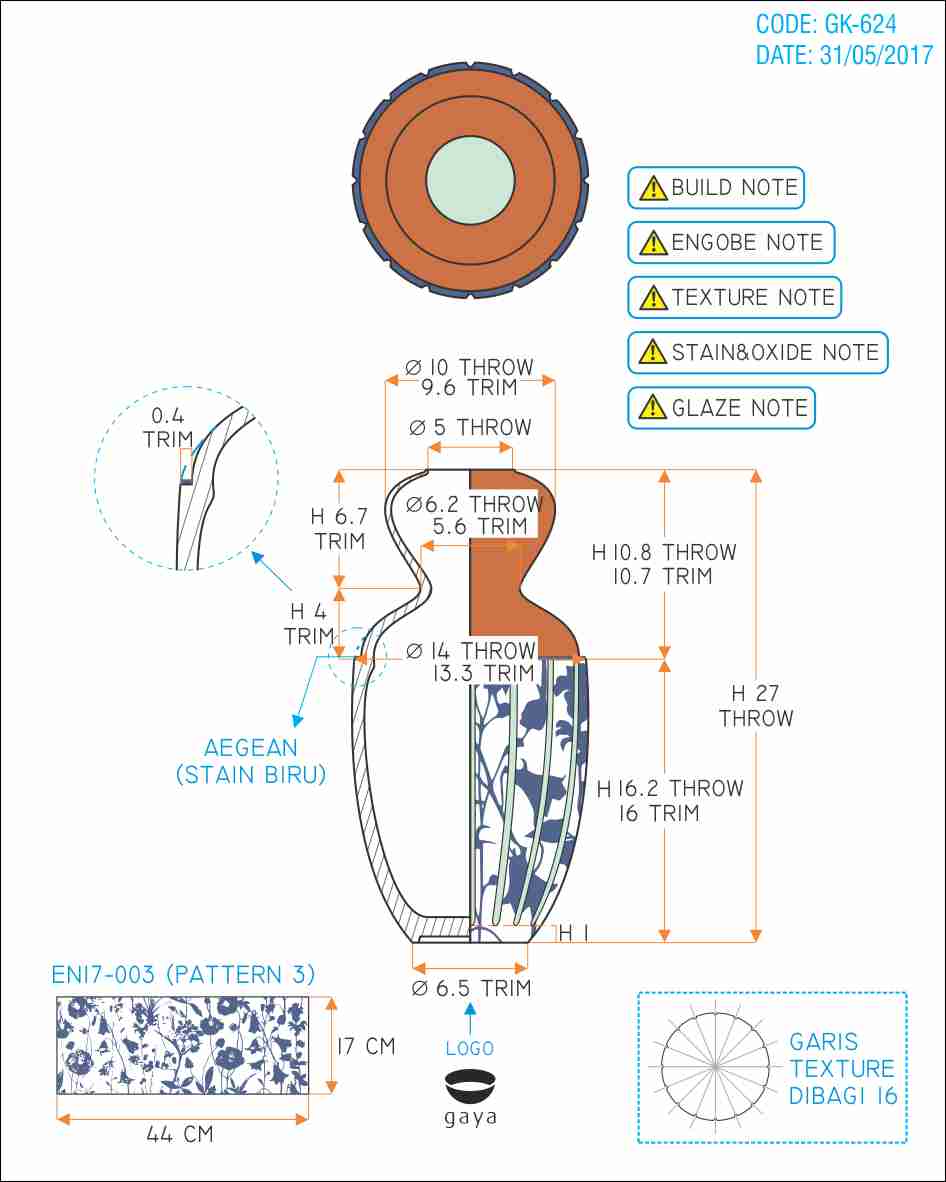 CODE: GK-624
DATE: 31/05/2017
BUILD NOTE
ENGOBE NOTE
TEXTURE NOTE
STAIN&OXIDE NOTE
GLAZE NOTE
Ø 10 THROW
9.6 TRIM
Ø 5 THROW
0.4
TRIM
Ø6.2 THROW
5.6 TRIM
H 6.7
TRIM
H 10.8 THROW
10.7 TRIM
H 4
TRIM
Ø 14 THROW
13.3 TRIM
H 27
THROW
AEGEAN
(STAIN BIRU)
H 16.2 THROW
16 TRIM
H 1
EN17-003 (PATTERN 3)
Ø 6.5 TRIM
17 CM
44 CM
LOGO
gaya
GARIS
TEXTURE
DIBAGI 16